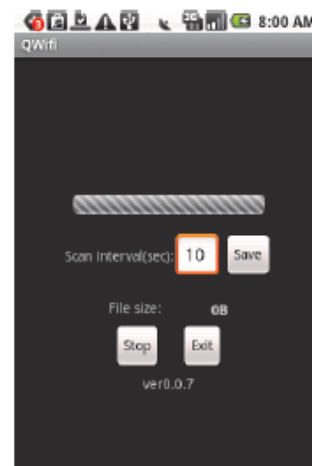 8:00 AM
QWifi
Scan Interval(sec): 10 Save
File size: 0B
Stop Exit
ver0.0.7